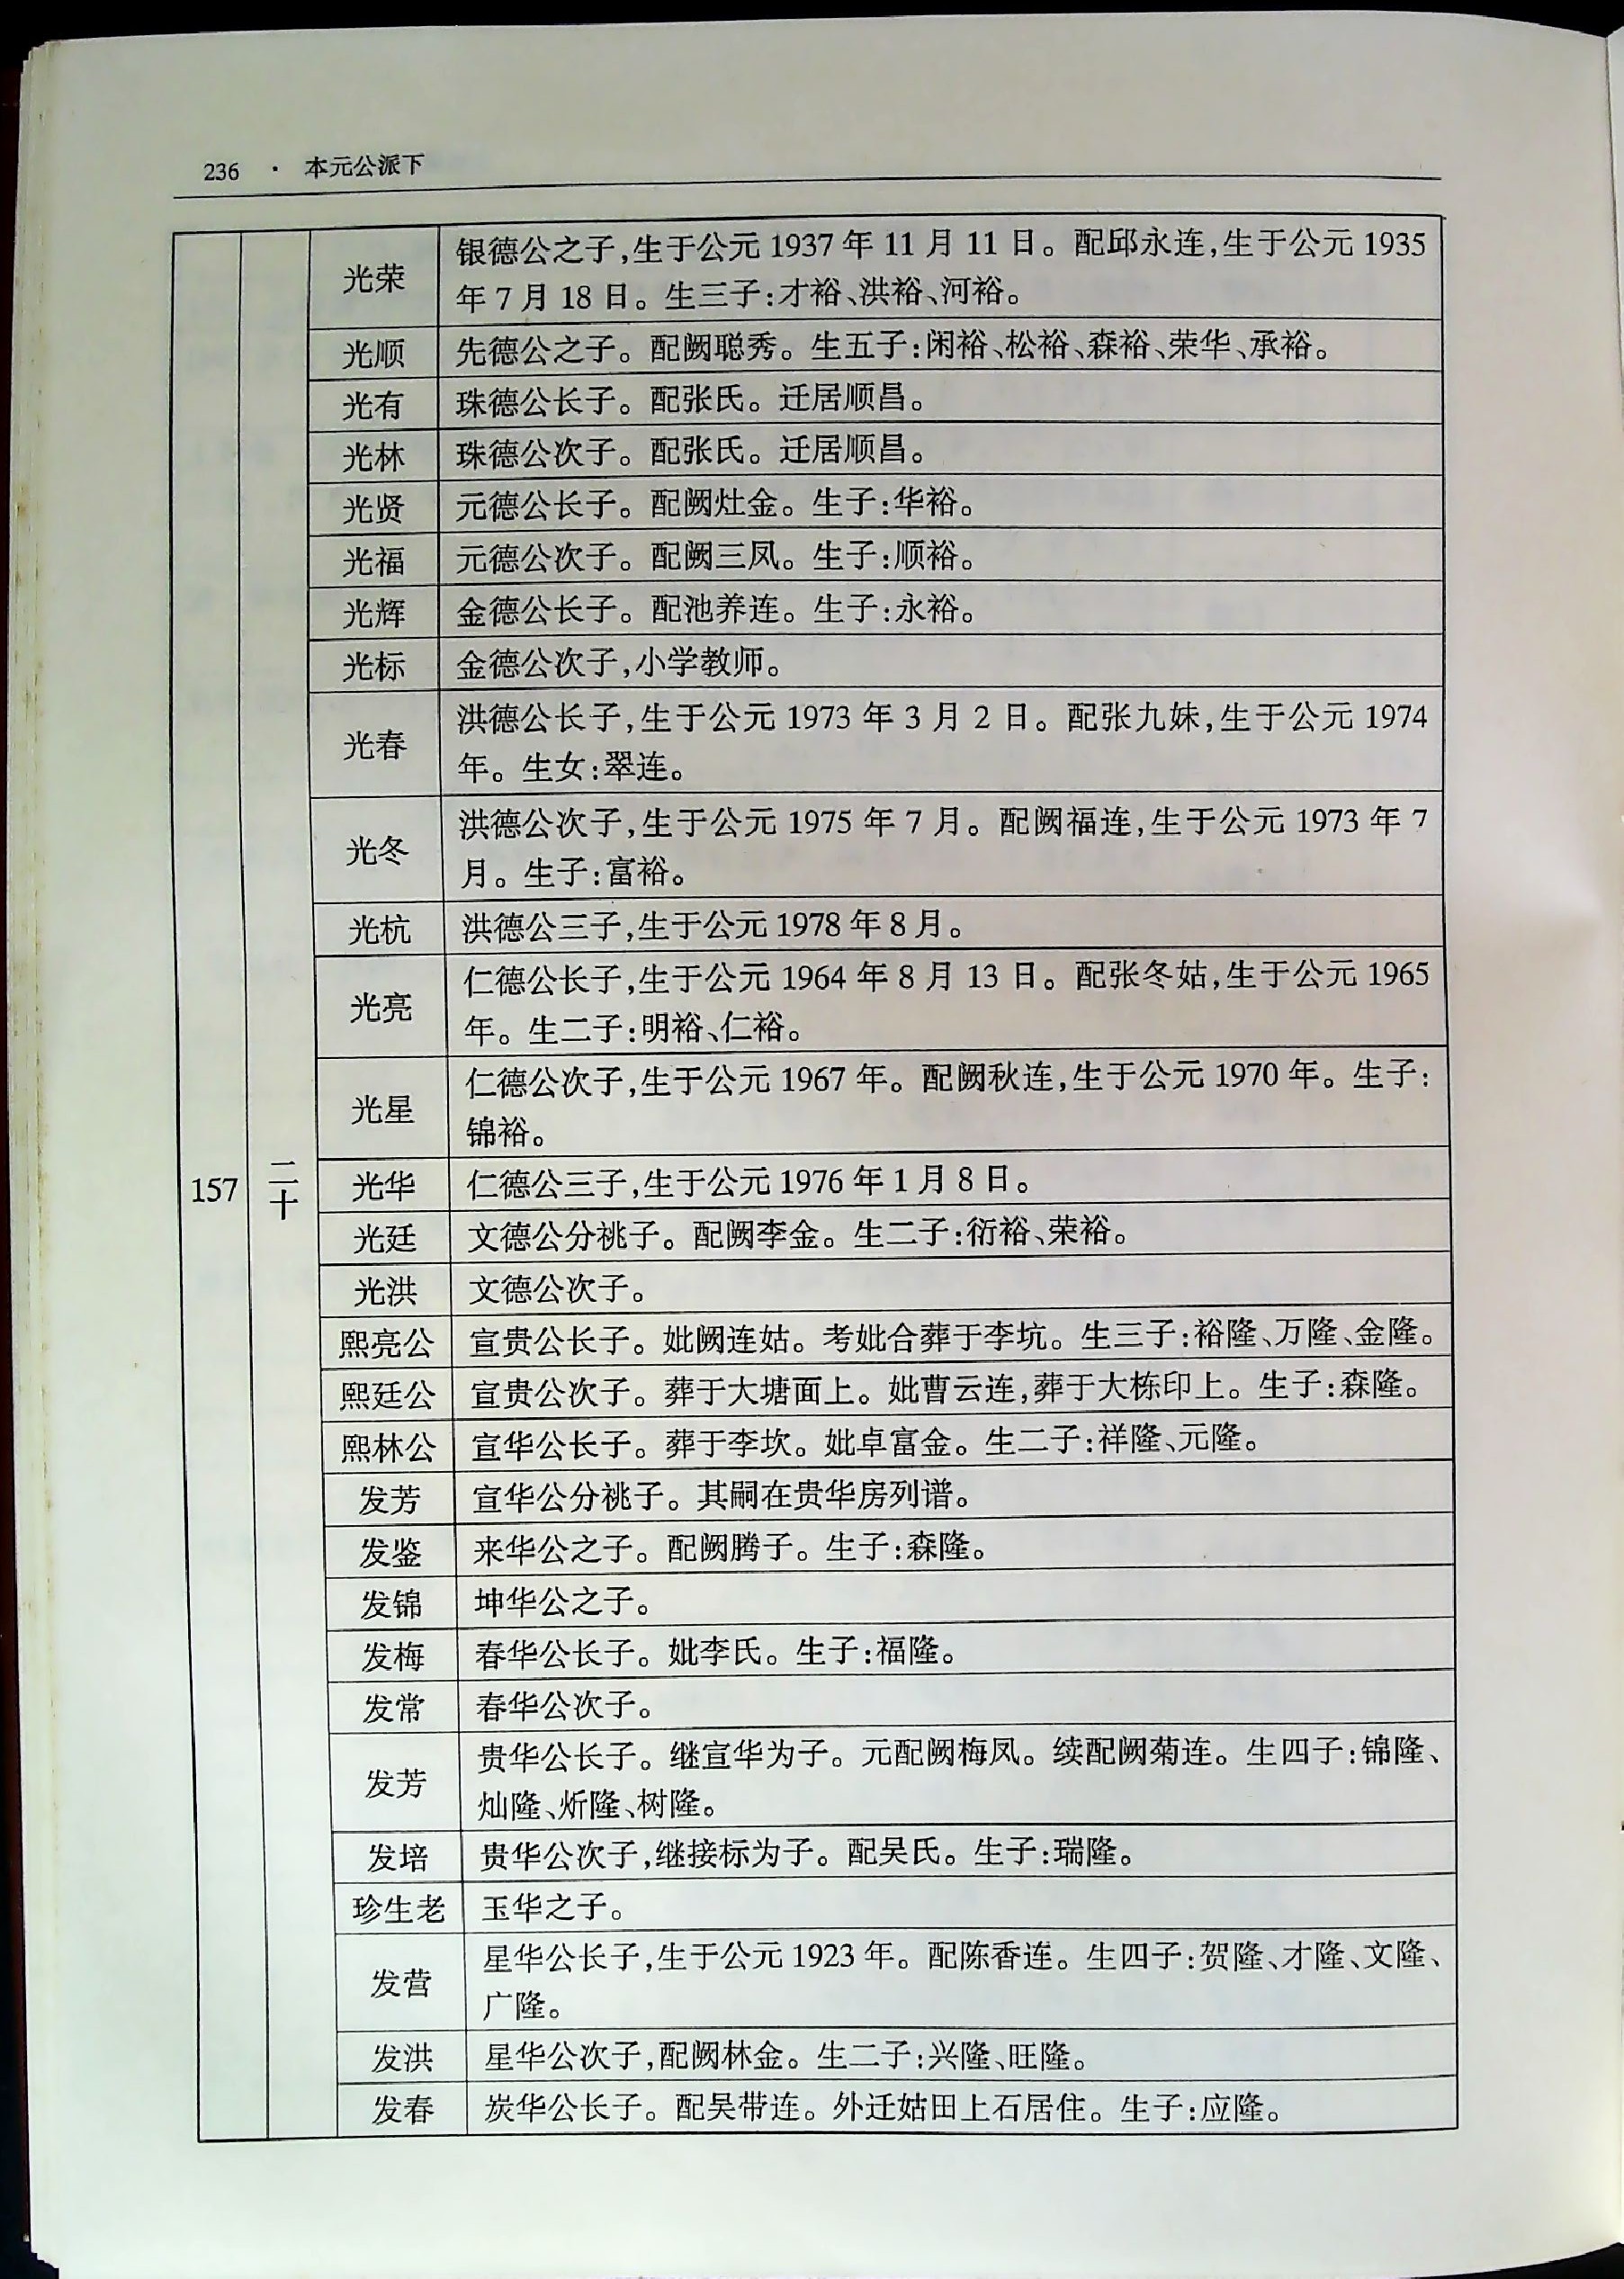 236 · 本元公派下
157
二十
光荣
银德公之子,生于公元 1937 年 11 月 11 日。配邱永连,生于公元 1935
年 7 月 18 日。生三子:才裕、洪裕、河裕。
光顺 先德公之子。配阙聪秀。生五子:闲裕、松裕、森裕、荣华、承裕。
光有 珠德公长子。配张氏。迁居顺昌。
光林 珠德公次子。配张氏。迁居顺昌。
光贤 元德公长子。配阙灶金。生子:华裕。
光福 元德公次子。配阙三凤。生子:顺裕。
光辉 金德公长子。配池养连。生子:永裕。
光标 金德公次子,小学教师。
光春
洪德公长子,生于公元 1973 年 3 月 2 日。配张九妹,生于公元 1974
年。生女:翠连。
光冬
洪德公次子,生于公元 1975 年 7 月。配阙福连,生于公元 1973 年 7
月。生子:富裕。
光杭 洪德公三子,生于公元 1978 年 8 月。
光亮
仁德公长子,生于公元 1964 年 8 月 13 日。配张冬姑,生于公元 1965
年。生二子:明裕、仁裕。
光星
仁德公次子,生于公元 1967 年。配阙秋连,生于公元 1970 年。生子:
锦裕。
光华 仁德公三子,生于公元 1976 年 1 月 8 日。
光廷 文德公分祧子。配阙李金。生二子:衍裕、荣裕。
光洪 文德公次子。
熙亮公 宣贵公长子。妣阙连姑。考妣合葬于李坑。生三子:裕隆、万隆、金隆。
熙廷公 宣贵公次子。葬于大塘面上。妣曹云连,葬于大栋印上。生子:森隆。
熙林公 宣华公长子。葬于李坎。妣卓富金。生二子:祥隆、元隆。
发芳 宣华公分祧子。其嗣在贵华房列谱。
发鉴 来华公之子。配阙腾子。生子:森隆。
发锦 坤华公之子。
发梅 春华公长子。妣李氏。生子:福隆。
发常 春华公次子。
发芳
贵华公长子。继宣华为子。元配阙梅凤。续配阙菊连。生四子:锦隆、
灿隆、炘隆、树隆。
发培 贵华公次子,继接标为子。配吴氏。生子:瑞隆。
珍生老 玉华之子。
发营
星华公长子,生于公元 1923 年。配陈香连。生四子:贺隆、才隆、文隆、
广隆。
发洪 星华公次子,配阙林金。生二子:兴隆、旺隆。
发春 炭华公长子。配吴带连。外迁姑田上石居住。生子:应隆。